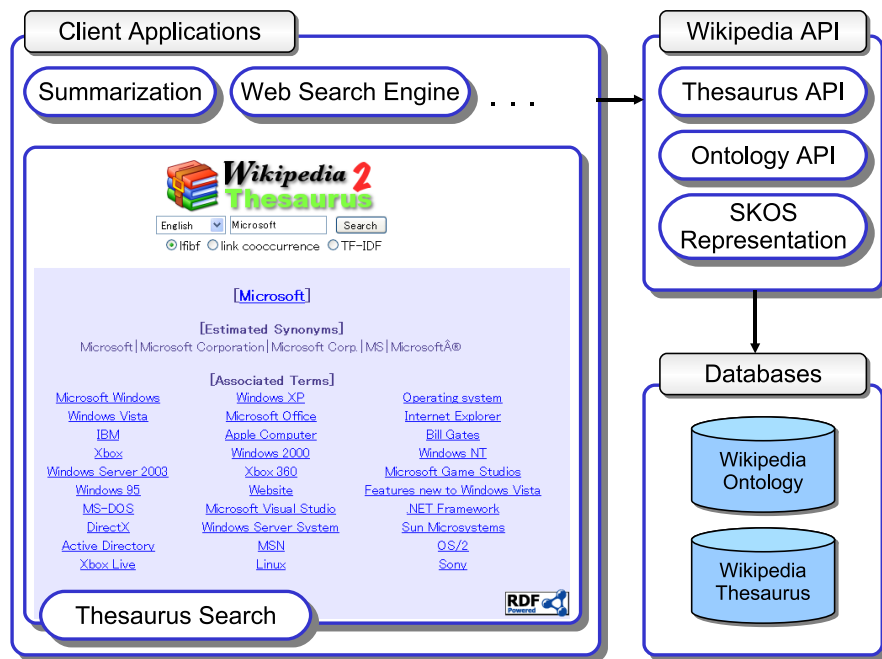 Client Applications
Summarization
Web Search Engine
. . .
Wikipedia 2
Thesaurus
English Microsoft Search
lfibf link cooccurrence TF-IDF
[Microsoft]
[Estimated Synonyms]
Microsoft|Microsoft Corporation|Microsoft Corp.|MS|MicrosoftÂ®
[Associated Terms]
Microsoft Windows Windows XP Operating system
Windows Vista Microsoft Office Internet Explorer
IBM Apple Computer Bill Gates
Xbox Windows 2000 Windows NT
Windows Server 2003 Xbox 360 Microsoft Game Studios
Windows 95 Website Features new to Windows Vista
MS-DOS Microsoft Visual Studio .NET Framework
DirectX Windows Server System Sun Microsystems
Active Directory MSN OS/2
Xbox Live Linux Sony
RDF
Powered
Thesaurus Search
Wikipedia API
Thesaurus API
Ontology API
SKOS
Representation
Databases
Wikipedia
Ontology
Wikipedia
Thesaurus